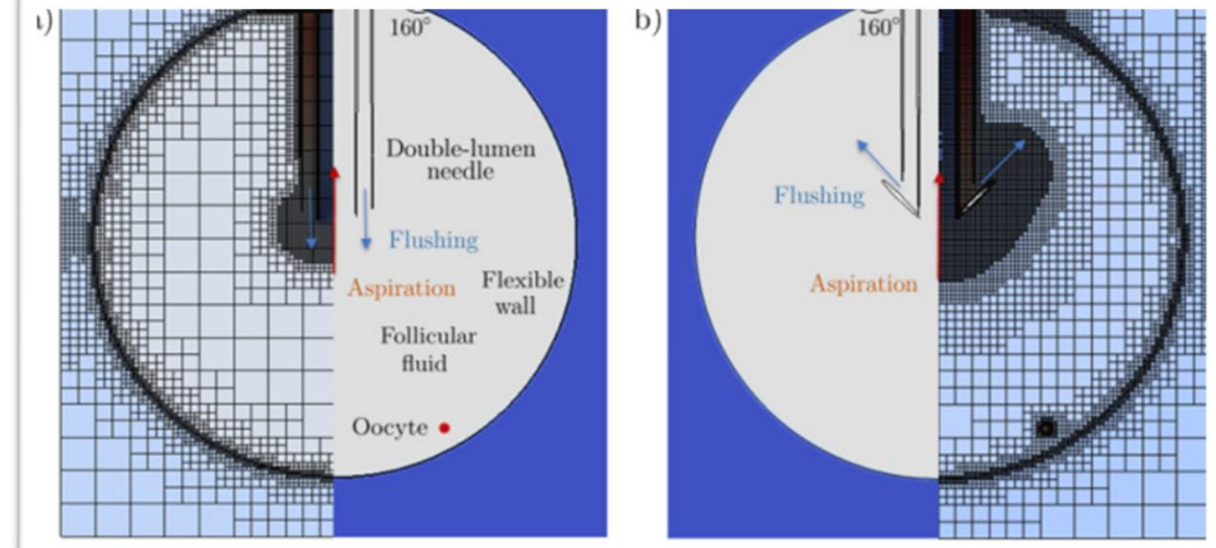 a)
160°
Double-lumen
needle
Flushing
Aspiration
Flexible
wall
Follicular
fluid
Oocyte
b)
160°
Flushing
Aspiration